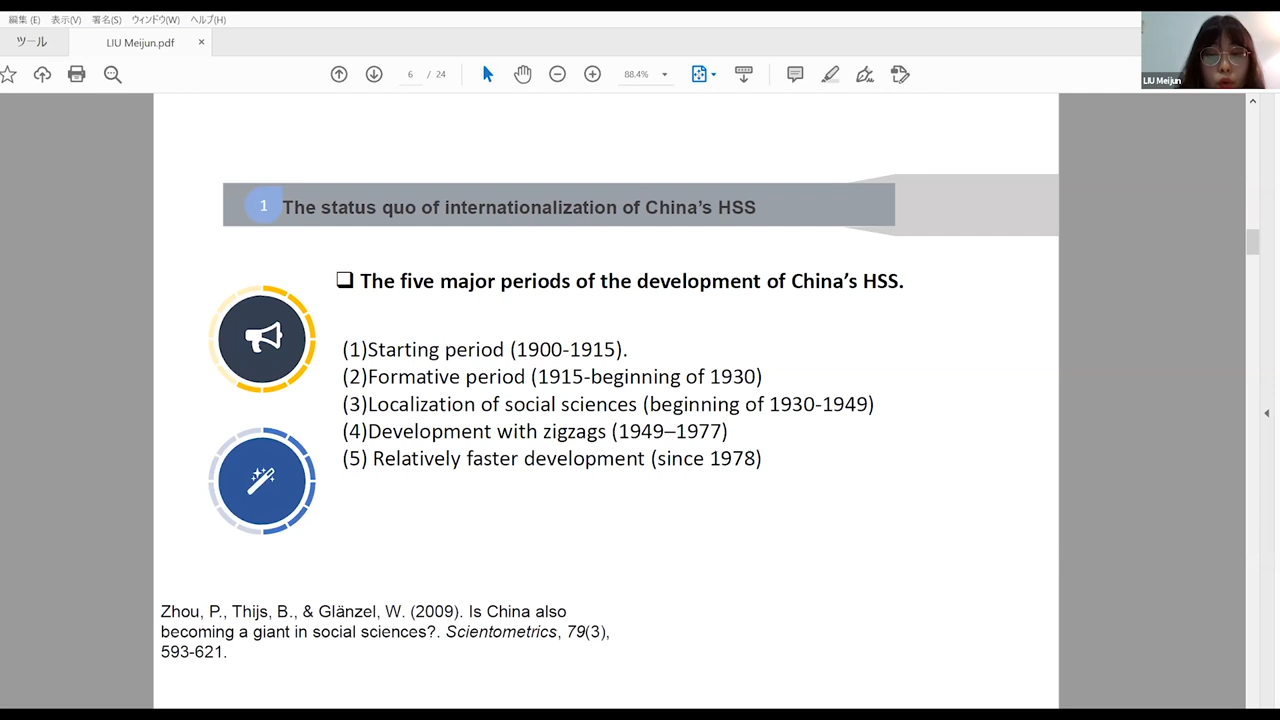 編集 (E) 表示(V) 署名(S) ウィンドウ(W) ヘルプ(H)
ツール LIU Meijun.pdf ×
6 / 24 88.4%
LIU Meijun
1 The status quo of internationalization of China's HSS
❑ The five major periods of the development of China's HSS.
(1)Starting period (1900-1915).
(2)Formative period (1915-beginning of 1930)
(3)Localization of social sciences (beginning of 1930-1949)
(4)Development with zigzags (1949–1977)
(5) Relatively faster development (since 1978)
Zhou, P., Thijs, B., & Glänzel, W. (2009). Is China also
becoming a giant in social sciences?. Scientometrics, 79(3),
593-621.